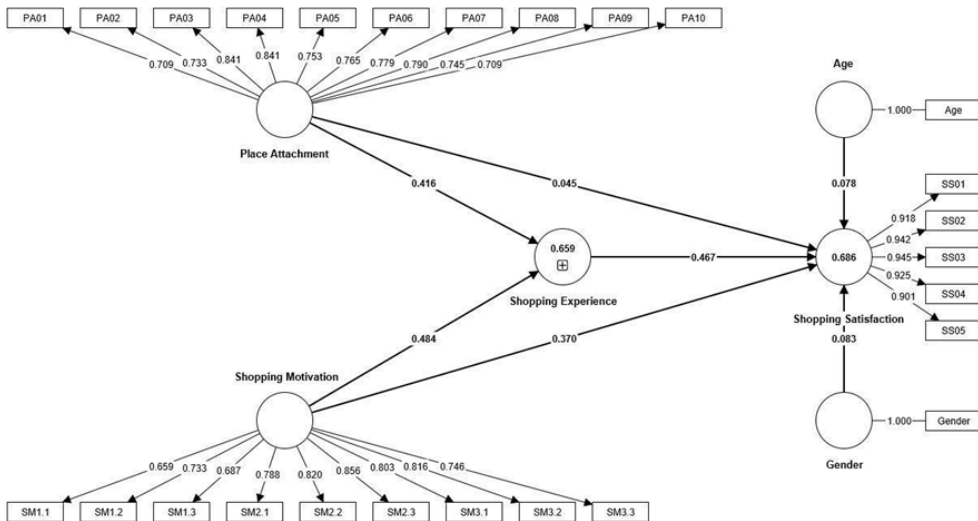 PA01 PA02 PA03 PA04 PA05 PA06 PA07 PA08 PA09 PA10
0.709 0.733 0.841 0.841 0.753 0.765 0.779 0.790 0.745 0.709
Age
1.000 Age
Place Attachment
0.416 0.045 0.078
SS01
0.918
SS02
0.942
0.659 0.467 0.686 0.945 SS03
0.925
SS04
0.901
Shopping Experience Shopping Satisfaction
SS05
0.484 0.370 0.083
Shopping Motivation
1.000 Gender
Gender
0.659 0.733 0.687 0.788 0.820 0.856 0.803 0.816 0.746
SM1.1 SM1.2 SM1.3 SM2.1 SM2.2 SM2.3 SM3.1 SM3.2 SM3.3